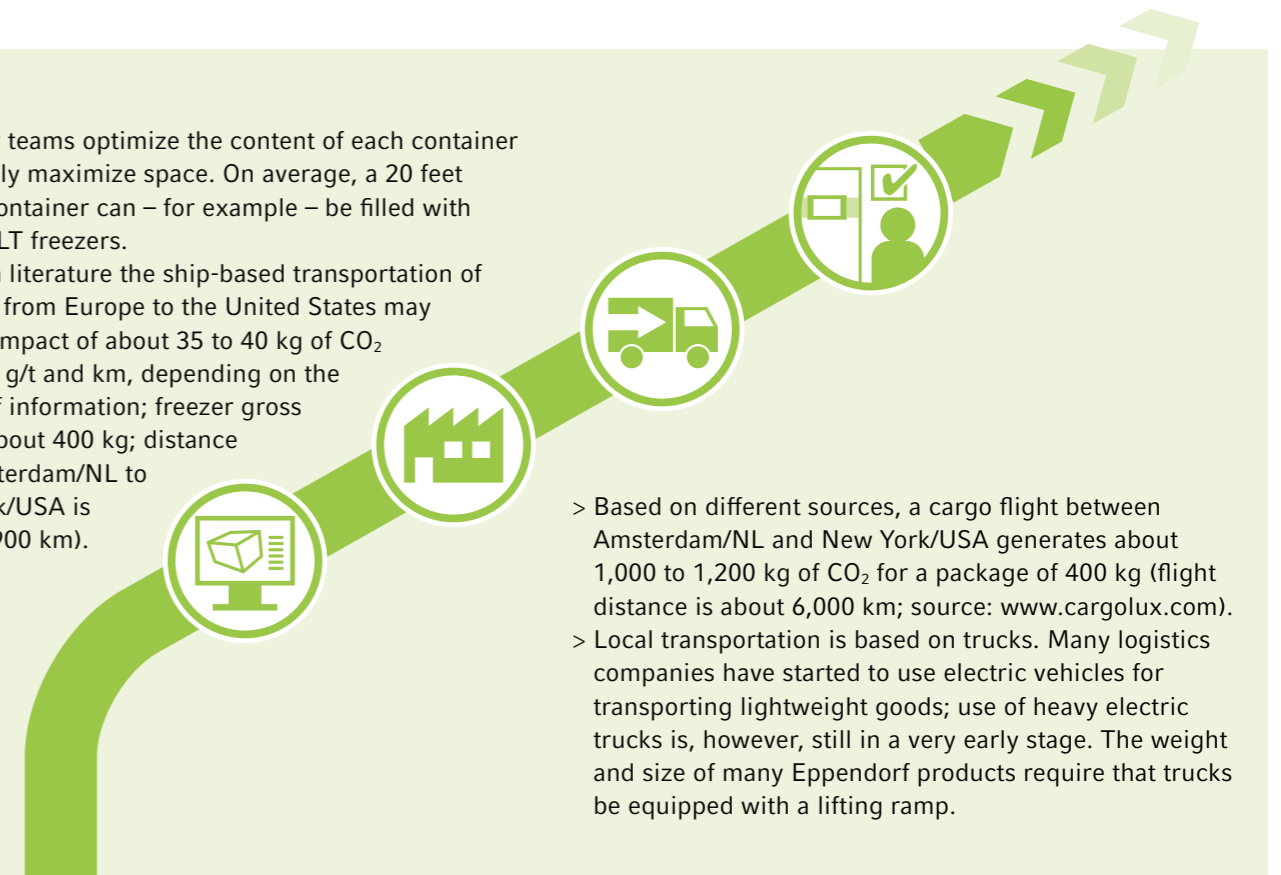 teams optimize the content of each container
ly maximize space. On average, a 20 feet
ontainer can – for example – be filled with
LT freezers.
literature the ship-based transportation of
from Europe to the United States may
mpact of about 35 to 40 kg of CO₂
g/t and km, depending on the
f information; freezer gross
bout 400 kg; distance
sterdam/NL to
k/USA is
900 km).
> Based on different sources, a cargo flight between
Amsterdam/NL and New York/USA generates about
1,000 to 1,200 kg of CO₂ for a package of 400 kg (flight
distance is about 6,000 km; source: www.cargolux.com).
> Local transportation is based on trucks. Many logistics
companies have started to use electric vehicles for
transporting lightweight goods; use of heavy electric
trucks is, however, still in a very early stage. The weight
and size of many Eppendorf products require that trucks
be equipped with a lifting ramp.